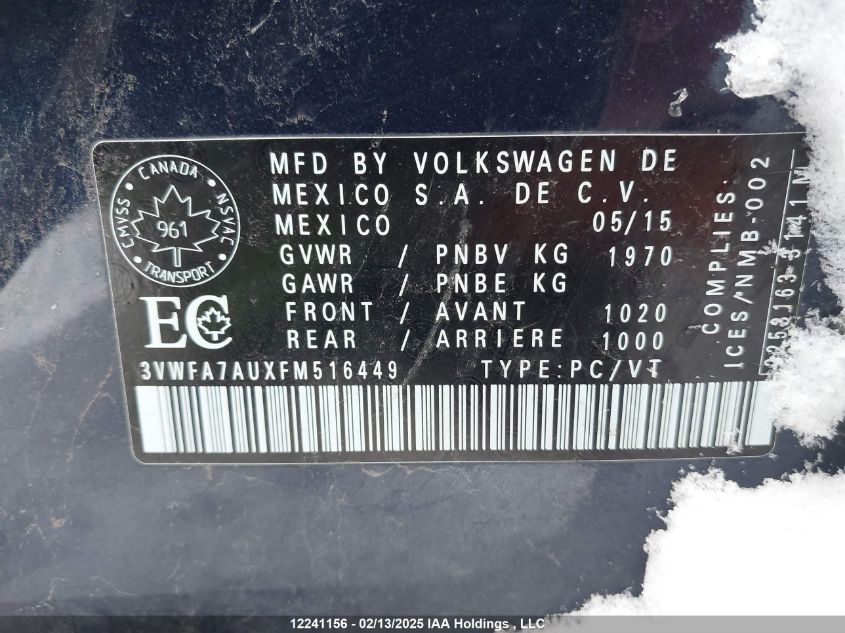 CANADA
CMVSS
NSVAC
961
TRANSPORT
EC
MFD BY VOLKSWAGEN DE
MEXICO S.A. DE C.V.
MEXICO 05/15
GVWR / PNBV KG 1970
GAWR / PNBE KG
FRONT / AVANT 1020
REAR / ARRIERE 1000
3VWFA7AUXFM516449 TYPE:PC/VT
COMPLIES:
ICES/NMB-002
12241156 - 02/13/2025 IAA Holdings , LLC